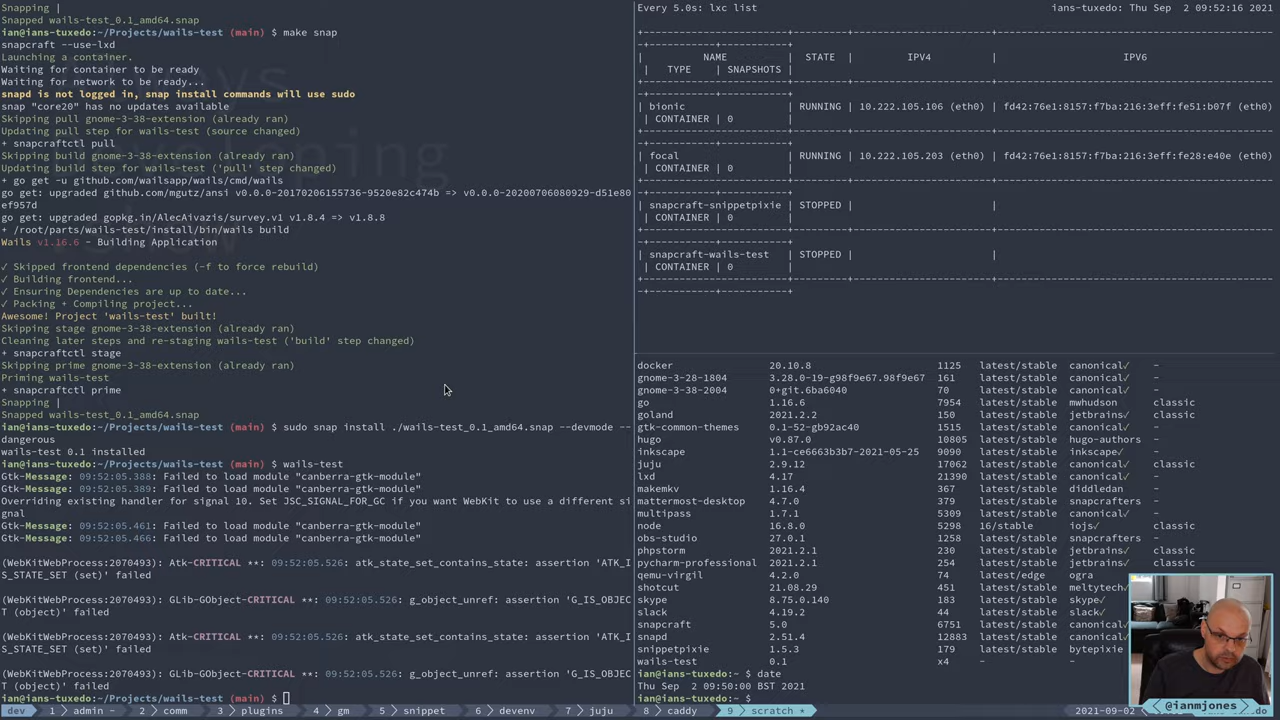 Snapping |
Snapped wails-test_0.1_amd64.snap
ian@ians-tuxedo:~/Projects/wails-test (main) $ make snap
snapcraft --use-lxd
Launching a container.
Waiting for container to be ready
Waiting for network to be ready...
snapd is not logged in, snap install commands will use sudo
snap "core20" has no updates available
Skipping pull gnome-3-38-extension (already ran)
Updating pull step for wails-test (source changed)
+ snapcraftctl pull
Skipping build gnome-3-38-extension (already ran)
Updating build step for wails-test ('pull' step changed)
+ go get -u github.com/wailsapp/wails/cmd/wails
go get: upgraded github.com/mgutz/ansi v0.0.0-20170206155736-9520e82c474b => v0.0.0-20200706080929-d51e80
ef957d
go get: upgraded gopkg.in/AlecAivazis/survey.v1 v1.8.4 => v1.8.8
+ /root/parts/wails-test/install/bin/wails build
Wails v1.16.6 - Building Application
✓ Skipped frontend dependencies (-f to force rebuild)
✓ Building frontend...
✓ Ensuring Dependencies are up to date...
✓ Packing + Compiling project...
Awesome! Project 'wails-test' built!
Skipping stage gnome-3-38-extension (already ran)
Cleaning later steps and re-staging wails-test ('build' step changed)
+ snapcraftctl stage
Skipping prime gnome-3-38-extension (already ran)
Priming wails-test
+ snapcraftctl prime
Snapping |
Snapped wails-test_0.1_amd64.snap
ian@ians-tuxedo:~/Projects/wails-test (main) $ sudo snap install ./wails-test_0.1_amd64.snap --devmode --
dangerous
wails-test 0.1 installed
ian@ians-tuxedo:~/Projects/wails-test (main) $ wails-test
Gtk-Message: 09:52:05.388: Failed to load module "canberra-gtk-module"
Gtk-Message: 09:52:05.389: Failed to load module "canberra-gtk-module"
Overriding existing handler for signal 10. Set JSC_SIGNAL_FOR_GC if you want WebKit to use a different si
gnal
Gtk-Message: 09:52:05.461: Failed to load module "canberra-gtk-module"
Gtk-Message: 09:52:05.466: Failed to load module "canberra-gtk-module"
(WebKitWebProcess:2070493): Atk-CRITICAL **: 09:52:05.526: atk_state_set_contains_state: assertion 'ATK_I
S_STATE_SET (set)' failed
(WebKitWebProcess:2070493): GLib-GObject-CRITICAL **: 09:52:05.526: g_object_unref: assertion 'G_IS_OBJEC
T (object)' failed
(WebKitWebProcess:2070493): Atk-CRITICAL **: 09:52:05.526: atk_state_set_contains_state: assertion 'ATK_I
S_STATE_SET (set)' failed
(WebKitWebProcess:2070493): GLib-GObject-CRITICAL **: 09:52:05.526: g_object_unref: assertion 'G_IS_OBJEC
T (object)' failed
ian@ians-tuxedo:~/Projects/wails-test (main) $
Every 5.0s: lxc list ians-tuxedo: Thu Sep 2 09:52:16 2021
| NAME | STATE | IPV4 | IPV6
| TYPE | SNAPSHOTS |
| bionic | RUNNING | 10.222.105.106 (eth0) | fd42:76e1:8157:f7ba:216:3eff:fe51:b07f (eth0)
| CONTAINER | 0 |
| focal | RUNNING | 10.222.105.203 (eth0) | fd42:76e1:8157:f7ba:216:3eff:fe28:e40e (eth0)
| CONTAINER | 0 |
| snapcraft-snippetpixie | STOPPED | |
| CONTAINER | 0 |
| snapcraft-wails-test | STOPPED | |
| CONTAINER | 0 |
docker 20.10.8 1125 latest/stable canonical✓ -
gnome-3-28-1804 3.28.0-19-g98f9e67.98f9e67 161 latest/stable canonical✓ -
gnome-3-38-2004 0+git.6ba6040 70 latest/stable canonical✓ -
go 1.16.6 7954 latest/stable mwhudson classic
goland 2021.2.2 150 latest/stable jetbrains✓ classic
gtk-common-themes 0.1-52-gb92ac40 1515 latest/stable canonical✓ -
hugo v0.87.0 10805 latest/stable hugo-authors -
inkscape 1.1-ce6663b3b7-2021-05-25 9090 latest/stable inkscape✓ -
juju 2.9.12 17062 latest/stable canonical✓ classic
lxd 4.17 21390 latest/stable canonical✓ -
makemkv 1.16.4 367 latest/stable diddledan -
mattermost-desktop 4.7.0 379 latest/stable snapcrafters -
multipass 1.7.1 5309 latest/stable canonical✓ -
node 16.8.0 5298 16/stable iojs✓ classic
obs-studio 27.0.1 1258 latest/stable snapcrafters -
phpstorm 2021.2.1 230 latest/stable jetbrains✓ classic
pycharm-professional 2021.2.1 254 latest/stable jetbrains✓ classic
qemu-virgil 4.2.0 74 latest/edge ogra
shotcut 21.08.29 451 latest/stable meltytech✓
skype 8.75.0.140 183 latest/stable skype✓
slack 4.19.2 44 latest/stable slack✓
snapcraft 5.0 6751 latest/stable canonical✓
snapd 2.51.4 12883 latest/stable canonical✓
snippetpixie 1.5.3 97 latest/stable bytepixie
wails-test 0.1 x4 - -
ian@ians-tuxedo:~ $ date
Thu Sep 2 09:50:00 BST 2021
ian@ians-tuxedo:~ $
dev 1 admin - 2 comm 3 plugins 4 gm 5 snippet 6 devenv 7 juju 8 caddy 9 scratch * 2021-09-02
@ianmjones